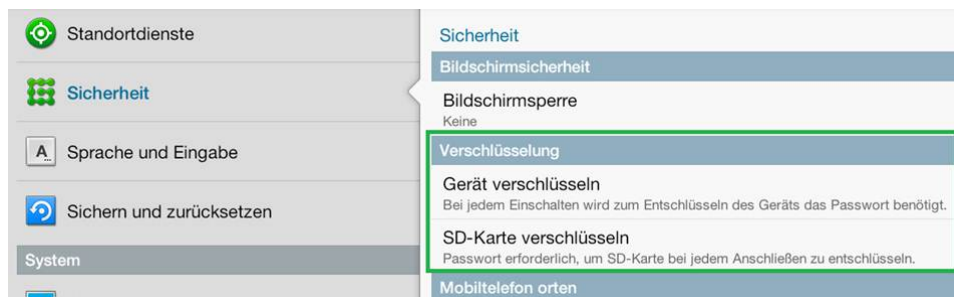 Standortdienste
Sicherheit
A
Sprache und Eingabe
Sichern und zurücksetzen
System
Sicherheit
Bildschirmsicherheit
Bildschirmsperre
Keine
Verschlüsselung
Gerät verschlüsseln
Bei jedem Einschalten wird zum Entschlüsseln des Geräts das Passwort benötigt.
SD-Karte verschlüsseln
Passwort erforderlich, um SD-Karte bei jedem Anschließen zu entschlüsseln.
Mobiltelefon orten